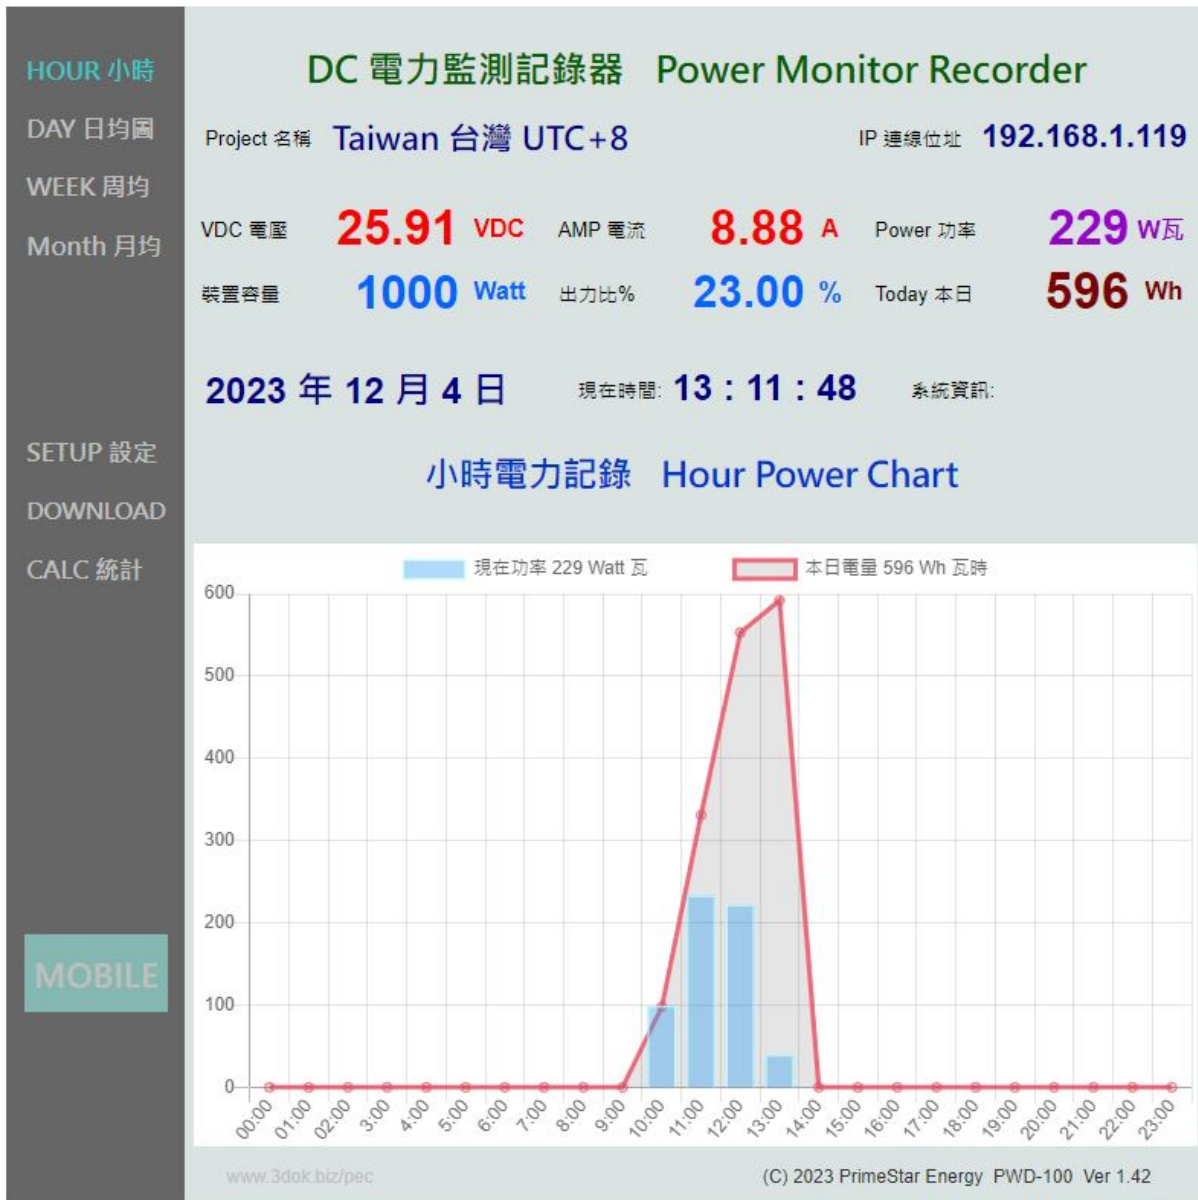 HOUR 小時
DAY 日均圖
WEEK 周均
Month 月均
SETUP 設定
DOWNLOAD
CALC 統計
MOBILE
DC 電力監測記錄器 Power Monitor Recorder
Project 名稱 Taiwan 台灣 UTC+8 IP 連線位址 192.168.1.119
VDC 電壓 25.91 VDC AMP 電流 8.88 A Power 功率 229 W瓦
裝置容量 1000 Watt 出力比% 23.00 % Today 本日 596 Wh
2023 年 12 月 4 日 現在時間: 13 : 11 : 48 系統資訊:
小時電力記錄 Hour Power Chart
現在功率 229 Watt 瓦 本日電量 596 Wh 瓦時
600
500
400
300
200
100
0
00:00 01:00 02:00 3:00 4:00 5:00 6:00 7:00 8:00 9:00 10:00 11:00 12:00 13:00 14:00 15:00 16:00 17:00 18:00 19:00 20:00 21:00 22:00 23:00
www.3dok.biz/pec (C) 2023 PrimeStar Energy PWD-100 Ver 1.42